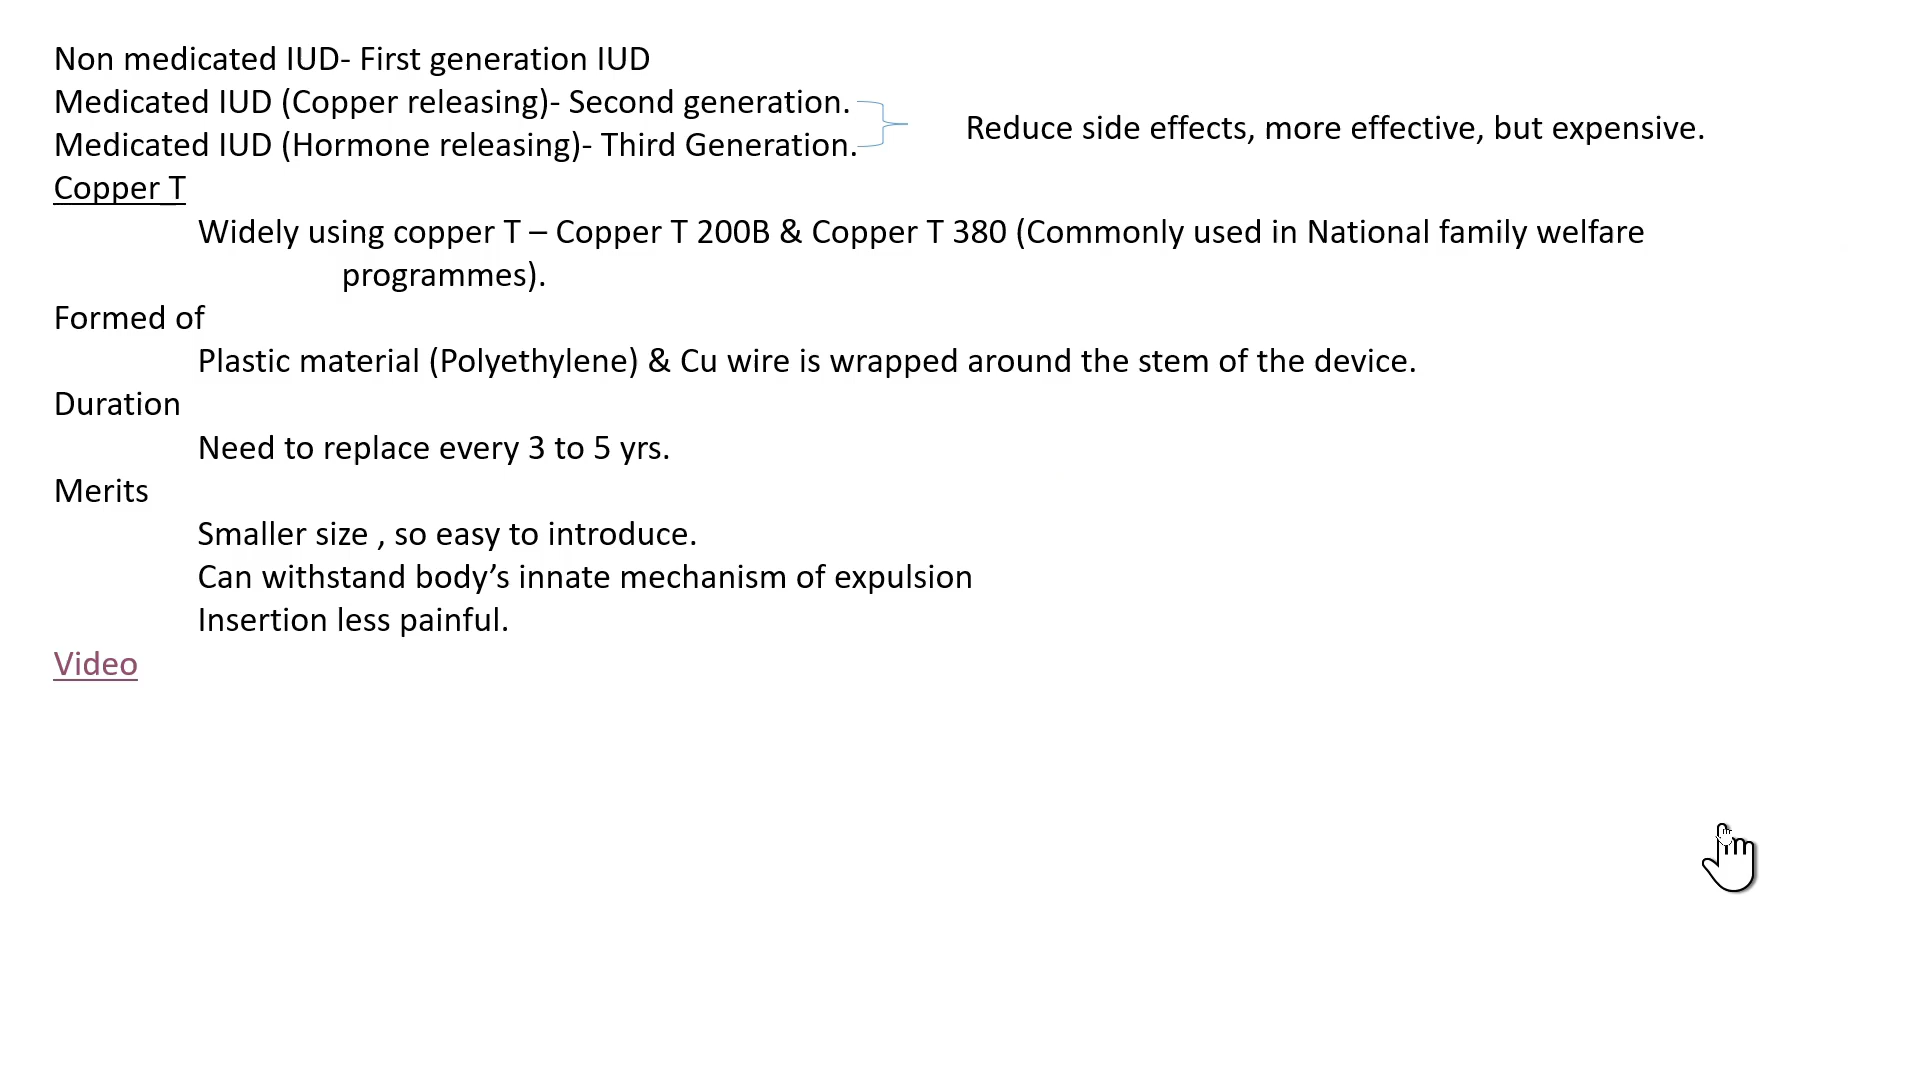 Non medicated IUD- First generation IUD
Medicated IUD (Copper releasing)- Second generation.
Medicated IUD (Hormone releasing)- Third Generation.
Reduce side effects, more effective, but expensive.
Copper T
Widely using copper T – Copper T 200B & Copper T 380 (Commonly used in National family welfare
programmes).
Formed of
Plastic material (Polyethylene) & Cu wire is wrapped around the stem of the device.
Duration
Need to replace every 3 to 5 yrs.
Merits
Smaller size , so easy to introduce.
Can withstand body’s innate mechanism of expulsion
Insertion less painful.
Video